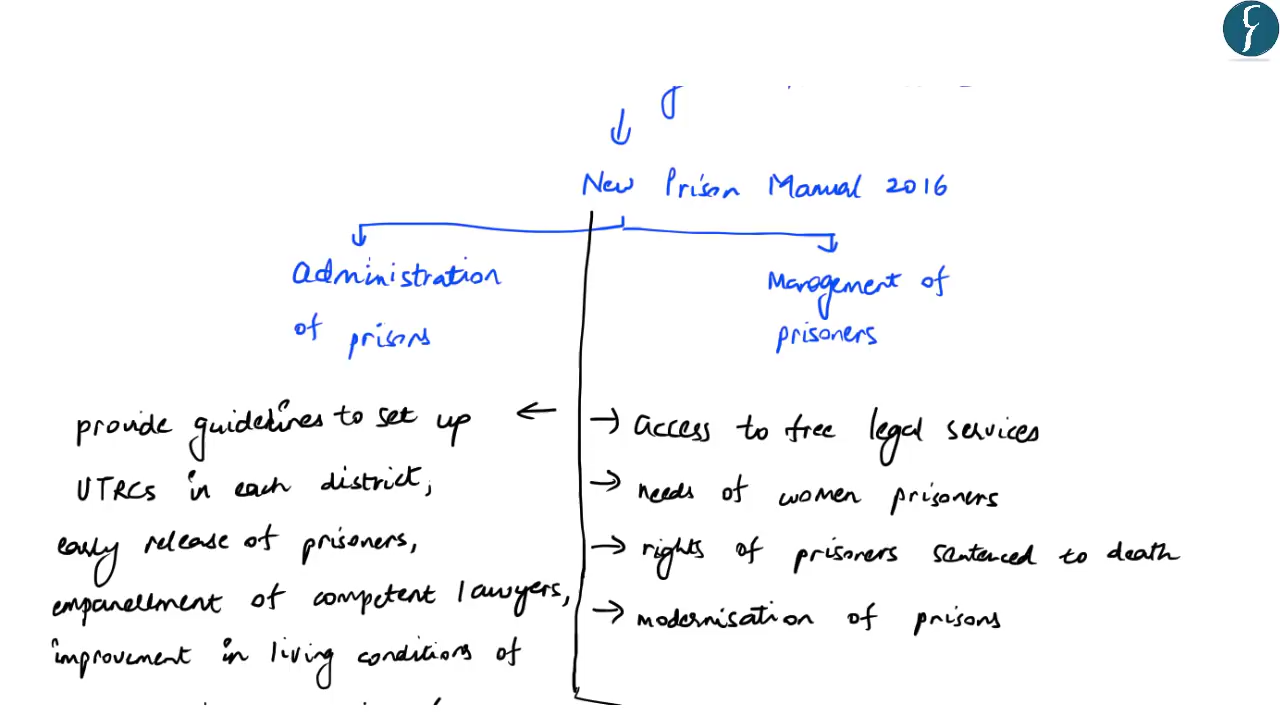 New Prison Manual 2016
Administration
of prisons
Management of
prisoners
provide guidelines to set up
UTRCs in each district,
early release of prisoners,
empanellment of competent lawyers,
improvement in living conditions of
access to free legal services
needs of women prisoners
rights of prisoners sentenced to death
modernisation of prisons